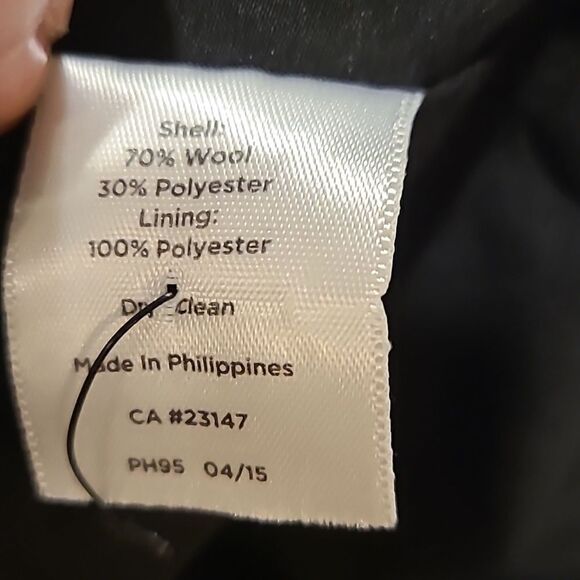 Shell:
70% Wool
30% Polyester
Lining:
100% Polyester
Dry Clean
Made In Philippines
CA #23147
PH95 04/15